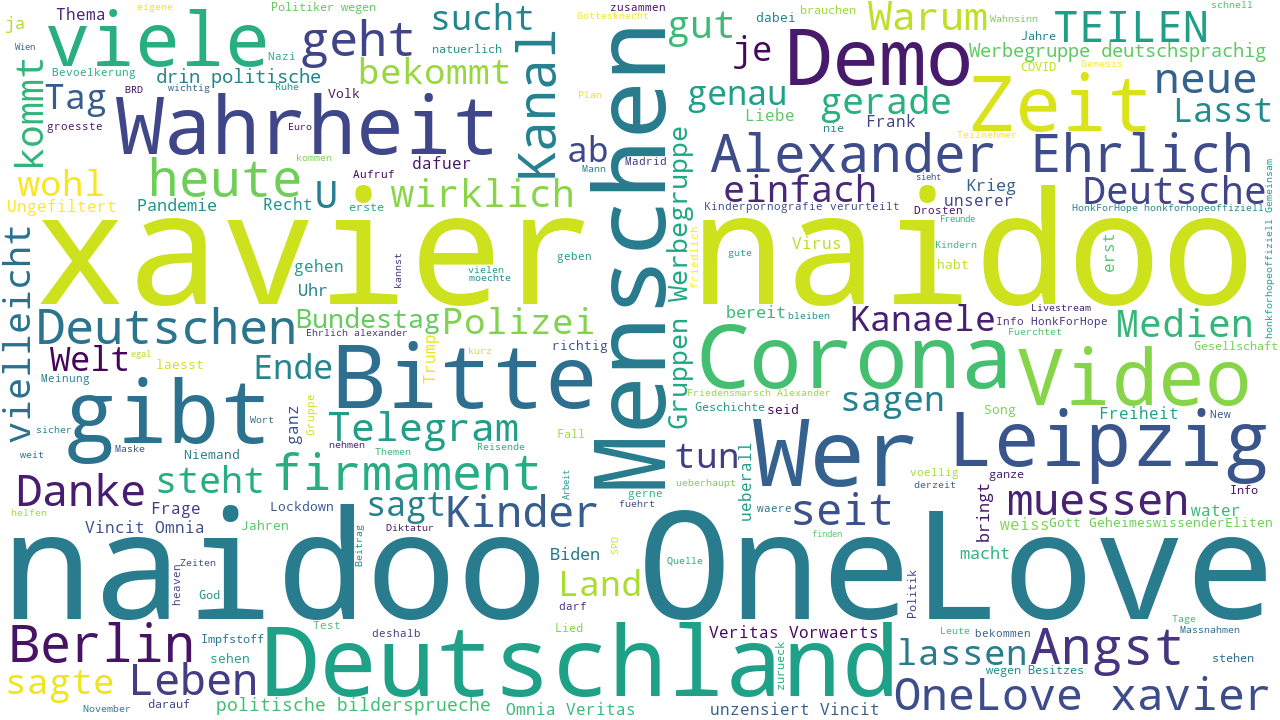 ja
Thema
eigene
Politiker wegen
sucht
zusammen
gut
dabei
brauchen
Warum
schnell
viele
geht
natuerlich
Kanal
Gottesknecht
je
Demo
Wahnsinn
Jahre
TEILEN
Wien
Nazi
Werbegruppe deutschsprachig
kommt
Bevoelkerung
drin politische
bekommt
Menschen
genau
COVID
Genesis
neue
Tag
BRD
wichtig
Ruhe
Volk
Plan
Liebe
gerade
Zeit
Lasst
groesste
Wahrheit
Euro
nie
Frank
Teilnehmer
kommen
dafuer
ab
Madrid
Alexander Ehrlich
wohl
heute
Aufruf
Mann
einfach
sieht
Krieg
Deutsche
Ungefiltert
Pandemie
Recht
U
erste
wirklich
Kinderpornografie verurteilt
Drosten
unserer
HonkForHope honkforhopeoffiziell
xavier naidoo
Freunde
vielleicht
gehen
kannst
vielen
moechte
geben
Gruppen Werbegruppe
friedlich
gute
Virus
habt
Kindern
erst
honkforhopeoffiziell Gemeinsam
Uhr
Deutschen
Bundestag
Polizei
bereit
bleiben
Kanaele
Livestream
Info HonkForHope
Medien
Ehrlich alexander
richtig
Corona
Fuerchtet
Gesellschaft
Welt
egal
laesst
Ende
Bitte
Trump
kurz
Video
Meinung
gibt
Gruppe
Friedensmarsch Alexander
sagen
Wort
ganz
Telegram
Geschichte
seid
Song
Freiheit
New
sicher
nehmen
Fall
Wer
Leipzig
weit
Maske
Niemand
Themen
Reisende
tun
ueberall
steht
firmament
Arbeit
ueberhaupt
voellig
derzeit
ganze
Danke
Lockdown
sagt
gerne
seit
bringt
muessen
Info
helfen
Frage
Kinder
fuehrt
waere
water
Vincit Omnia
Jahren
Diktatur
finden
weiss
Gott GeheimeswissenderEliten
naidoo OneLove
Beitrag
Biden
SPD
macht
Zeiten
Quelle
heaven
God
Land
darf
Politik
Berlin
Impfstoff
Test
deshalb
Lied
Veritas Vorwaerts
Leute
bekommen
Tage
Massnahmen
sehen
Deutschland
zurueck
lassen
Angst
stehen
sagte
Leben
wegen Besitzes
November
darauf
politische bildersprueche
Omnia Veritas
unzensiert Vincit
OneLove xavier